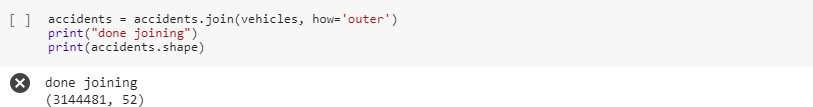 [ ] accidents = accidents.join(vehicles, how='outer')
print("done joining")
print(accidents.shape)
done joining
(3144481, 52)